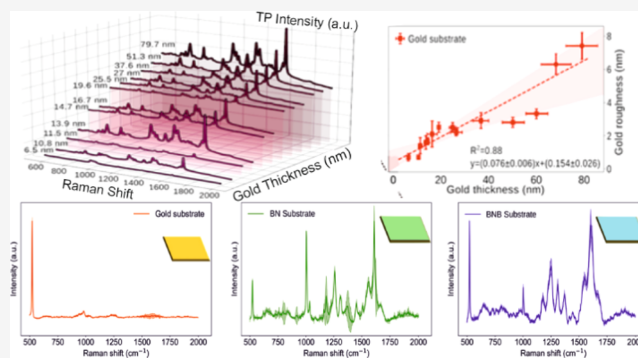 TP Intensity (a.u.)
79.7 nm
51.3 nm
37.6 nm
27 nm
25.5 nm
19.6 nm
16.7 nm
14.7 nm
13.9 nm
11.5 nm
10.8 nm
6.5 nm
600 800 1000 1200 1400 1600 1800 2000
Raman Shift
Gold Thickness (nm)
Gold substrate
8
6
4
2
0
Gold roughness (nm)
R²=0.88
y=(0.076±0.006)x+(0.154±0.026)
0 20 40 60 80
Gold thickness (nm)
Gold substrate
Intensity (a.u.)
500 750 1000 1250 1500 1750 2000
Raman shift (cm⁻¹)
BN Substrate
Intensity (a.u.)
500 750 1000 1250 1500 1750 2000
Raman shift (cm⁻¹)
BNB Substrate
Intensity (a.u.)
500 750 1000 1250 1500 1750 2000
Raman shift (cm⁻¹)